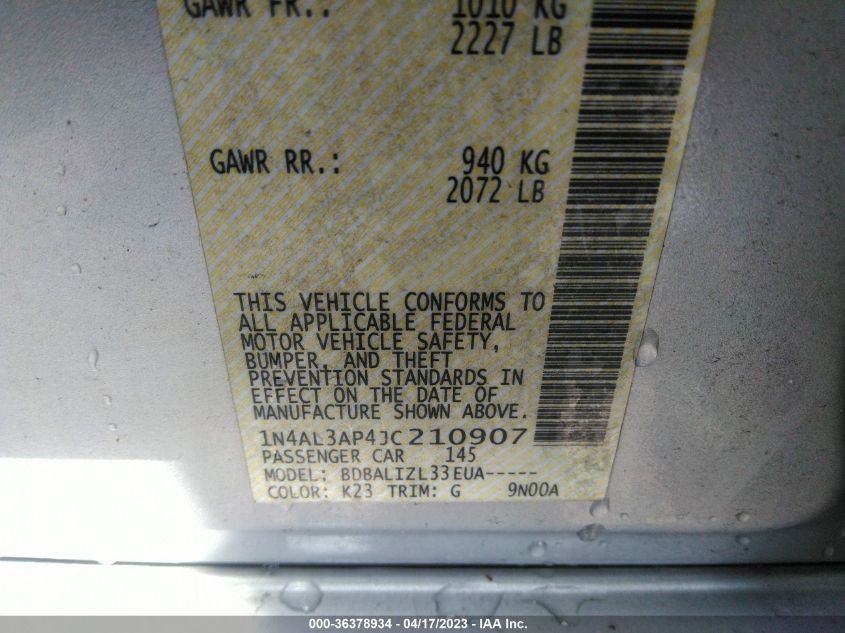 GAWR FR.: 1010 KG
2227 LB
GAWR RR.: 940 KG
2072 LB
THIS VEHICLE CONFORMS TO
ALL APPLICABLE FEDERAL
MOTOR VEHICLE SAFETY,
BUMPER, AND THEFT
PREVENTION STANDARDS IN
EFFECT ON THE DATE OF
MANUFACTURE SHOWN ABOVE.
1N4AL3AP4JC210907
PASSENGER CAR 145
MODEL: BDBALIZL33EUA-----
COLOR: K23 TRIM: G 9N00A
000-36378934 - 04/17/2023 - IAA Inc.